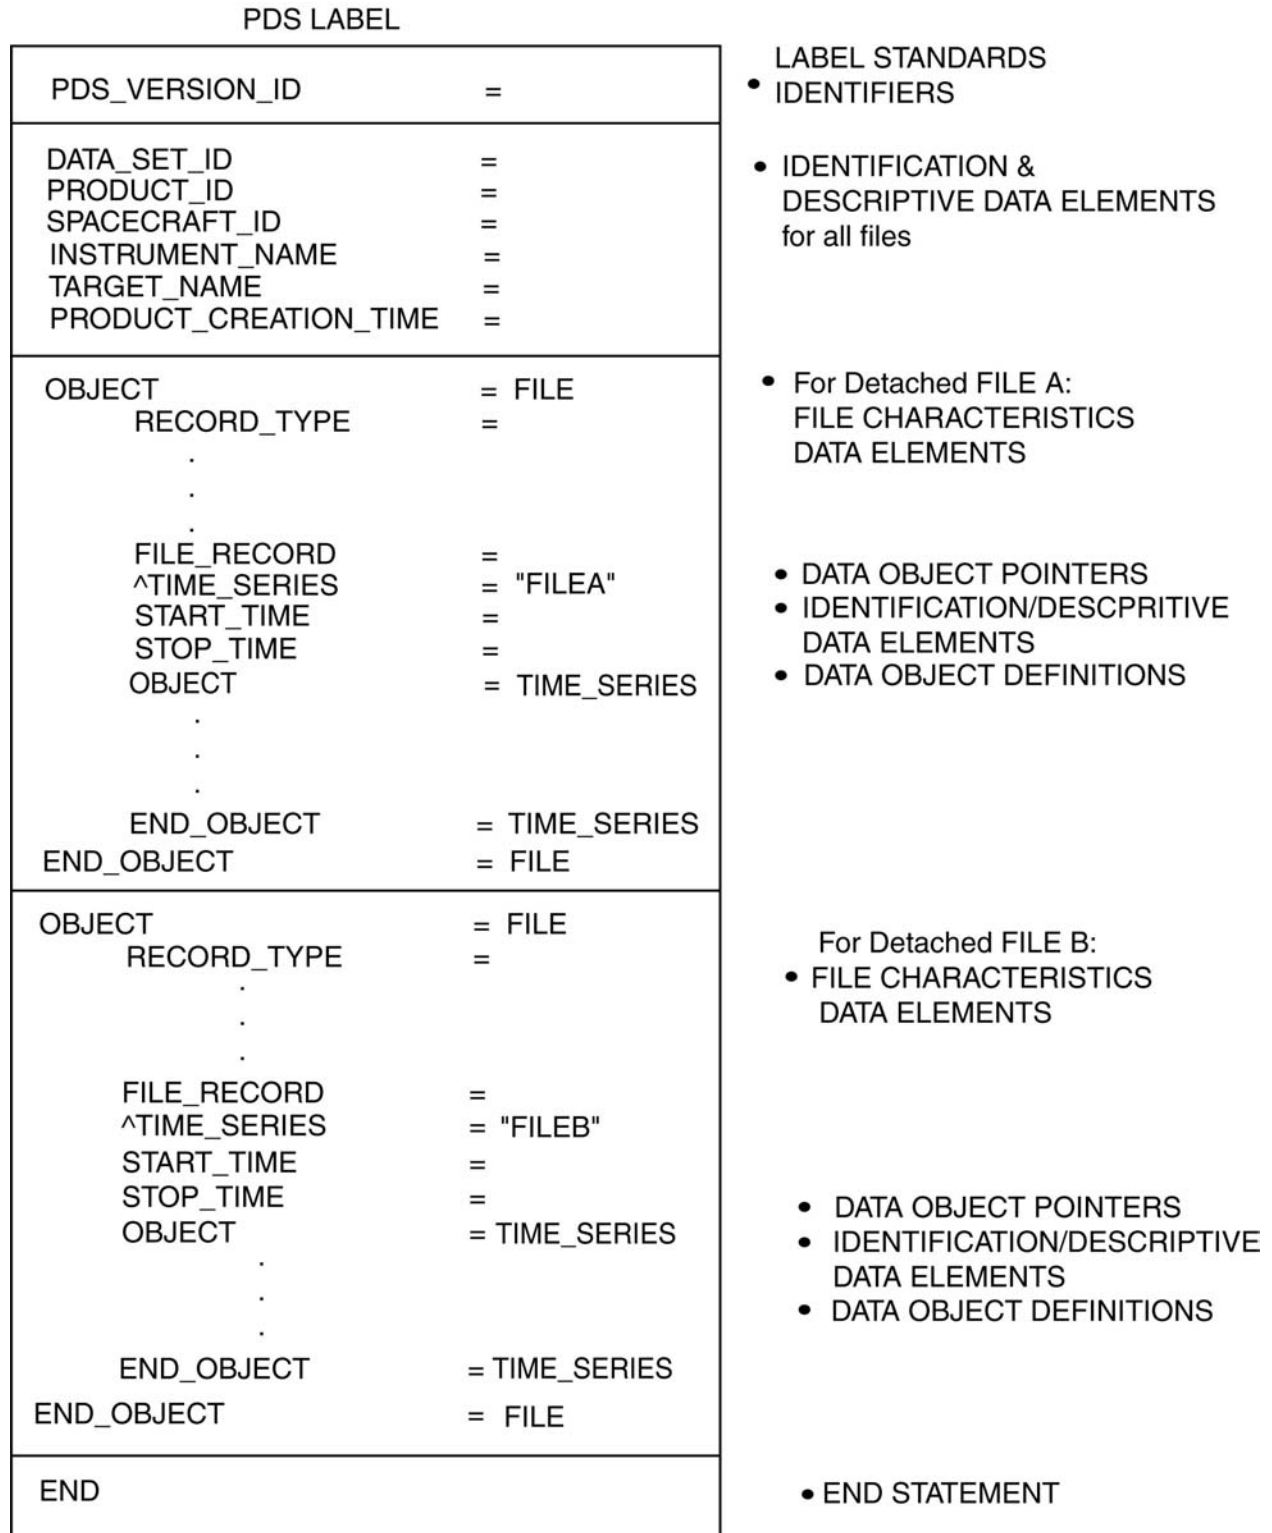 PDS LABEL
PDS_VERSION_ID =
LABEL STANDARDS
• IDENTIFIERS
DATA_SET_ID =
PRODUCT_ID =
SPACECRAFT_ID =
INSTRUMENT_NAME =
TARGET_NAME =
PRODUCT_CREATION_TIME =
• IDENTIFICATION &
DESCRIPTIVE DATA ELEMENTS
for all files
OBJECT = FILE
RECORD_TYPE =
.
.
.
FILE_RECORD =
^TIME_SERIES = "FILEA"
START_TIME =
STOP_TIME =
OBJECT = TIME_SERIES
.
.
.
END_OBJECT = TIME_SERIES
END_OBJECT = FILE
• For Detached FILE A:
FILE CHARACTERISTICS
DATA ELEMENTS
• DATA OBJECT POINTERS
• IDENTIFICATION/DESCPRITIVE
DATA ELEMENTS
• DATA OBJECT DEFINITIONS
OBJECT = FILE
RECORD_TYPE =
.
.
.
FILE_RECORD =
^TIME_SERIES = "FILEB"
START_TIME =
STOP_TIME =
OBJECT = TIME_SERIES
.
.
.
END_OBJECT = TIME_SERIES
END_OBJECT = FILE
For Detached FILE B:
• FILE CHARACTERISTICS
DATA ELEMENTS
• DATA OBJECT POINTERS
• IDENTIFICATION/DESCRIPTIVE
DATA ELEMENTS
• DATA OBJECT DEFINITIONS
END
• END STATEMENT